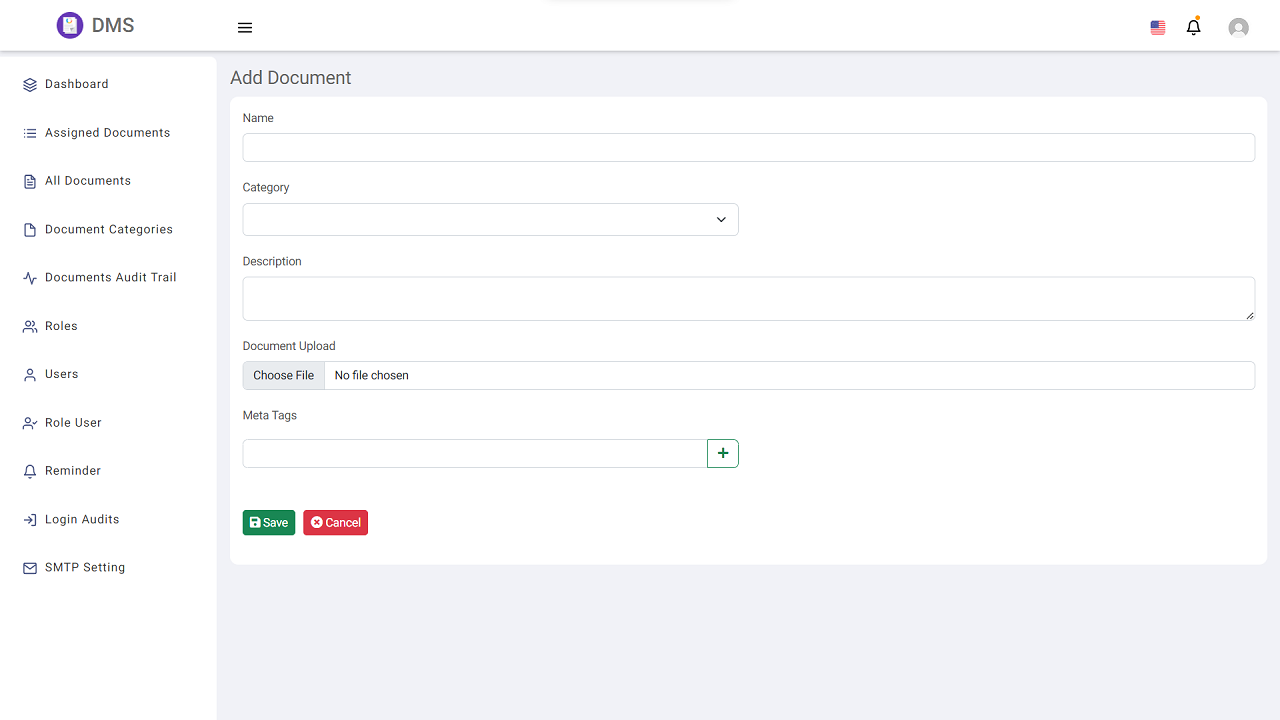 DMS
Dashboard
Assigned Documents
All Documents
Document Categories
Documents Audit Trail
Roles
Users
Role User
Reminder
Login Audits
SMTP Setting
Add Document
Name
Category
Description
Document Upload
Choose File No file chosen
Meta Tags
Save Cancel